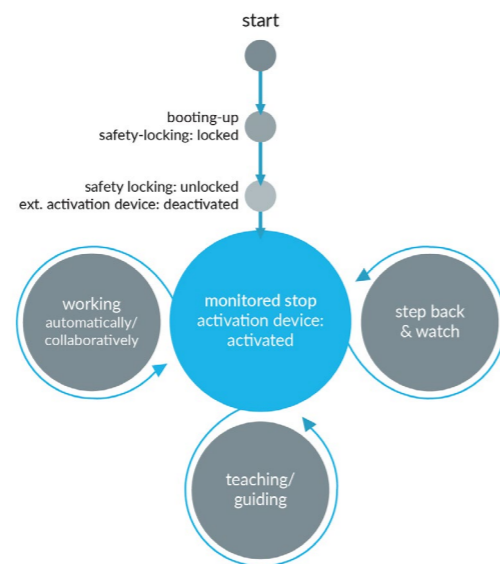 start
booting-up
safety-locking: locked
safety locking: unlocked
ext. activation device: deactivated
working
automatically/
collaboratively
monitored stop
activation device:
activated
step back
& watch
teaching/
guiding